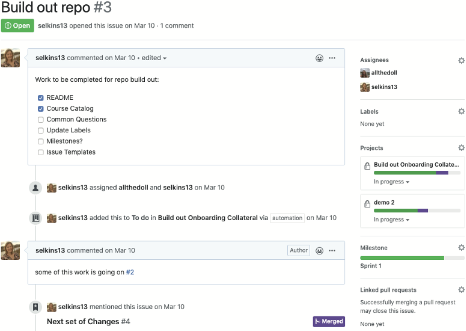 Build out repo #3
Open selkins13 opened this issue on Mar 10 · 1 comment
selkins13 commented on Mar 10 • edited
Work to be completed for repo build out:
README
Course Catalog
Common Questions
Update Labels
Milestones?
Issue Templates
selkins13 assigned allthedoll and selkins13 on Mar 10
selkins13 added this to To do in Build out Onboarding Collateral via automation on Mar 10
selkins13 commented on Mar 10 Author
some of this work is going on #2
selkins13 mentioned this issue on Mar 10
Next set of Changes #4 Merged
Assignees
allthedoll
selkins13
Labels
None yet
Projects
Build out Onboarding Collate...
In progress
demo 2
In progress
Milestone
Sprint 1
Linked pull requests
Successfully merging a pull request
may close this issue.
None yet